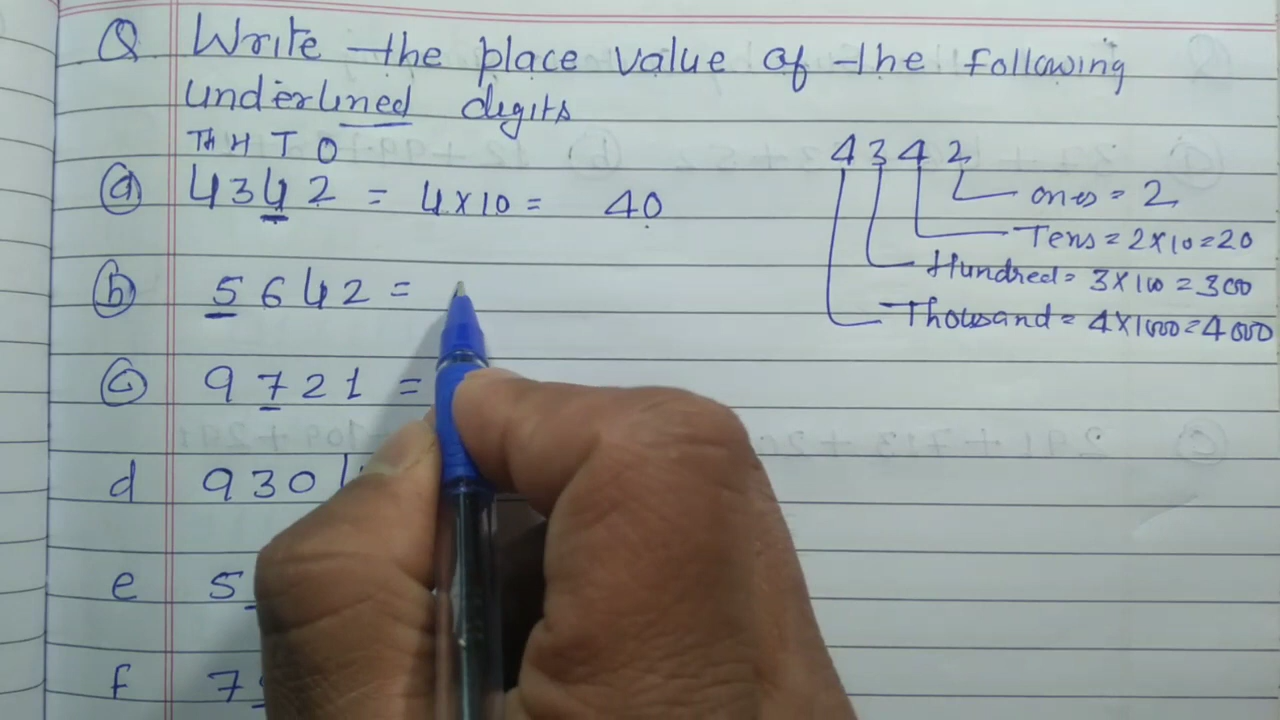 Q Write the place value of the following
underlined digits
TH H T O
(a) 4342 = 4×10 = 40
4342
ones = 2
Tens = 2×10=20
Hundred = 3×100 = 300
Thousand = 4×1000=4000
(b) 5642 =
(c) 9721 =
d 930
e 5
f 7